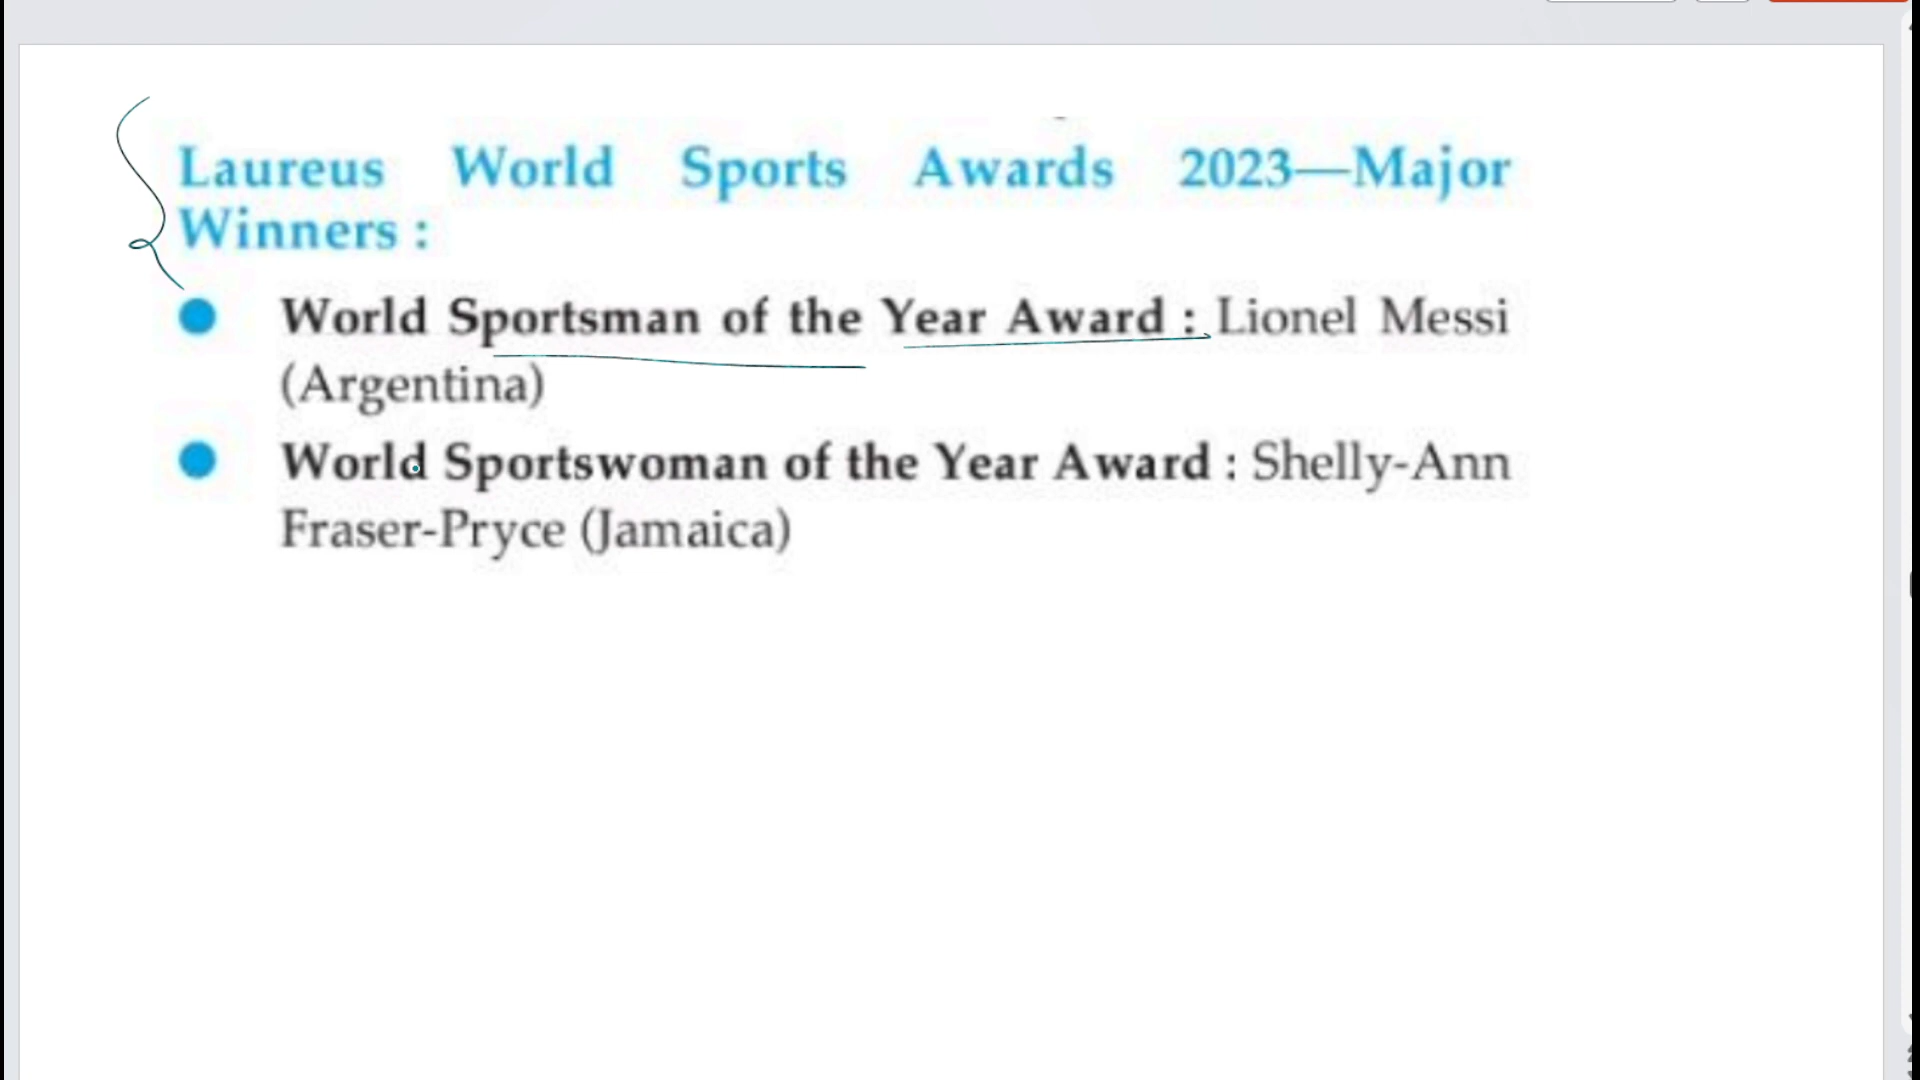 Laureus World Sports Awards 2023—Major
Winners :
World Sportsman of the Year Award : Lionel Messi
(Argentina)
World Sportswoman of the Year Award : Shelly-Ann
Fraser-Pryce (Jamaica)